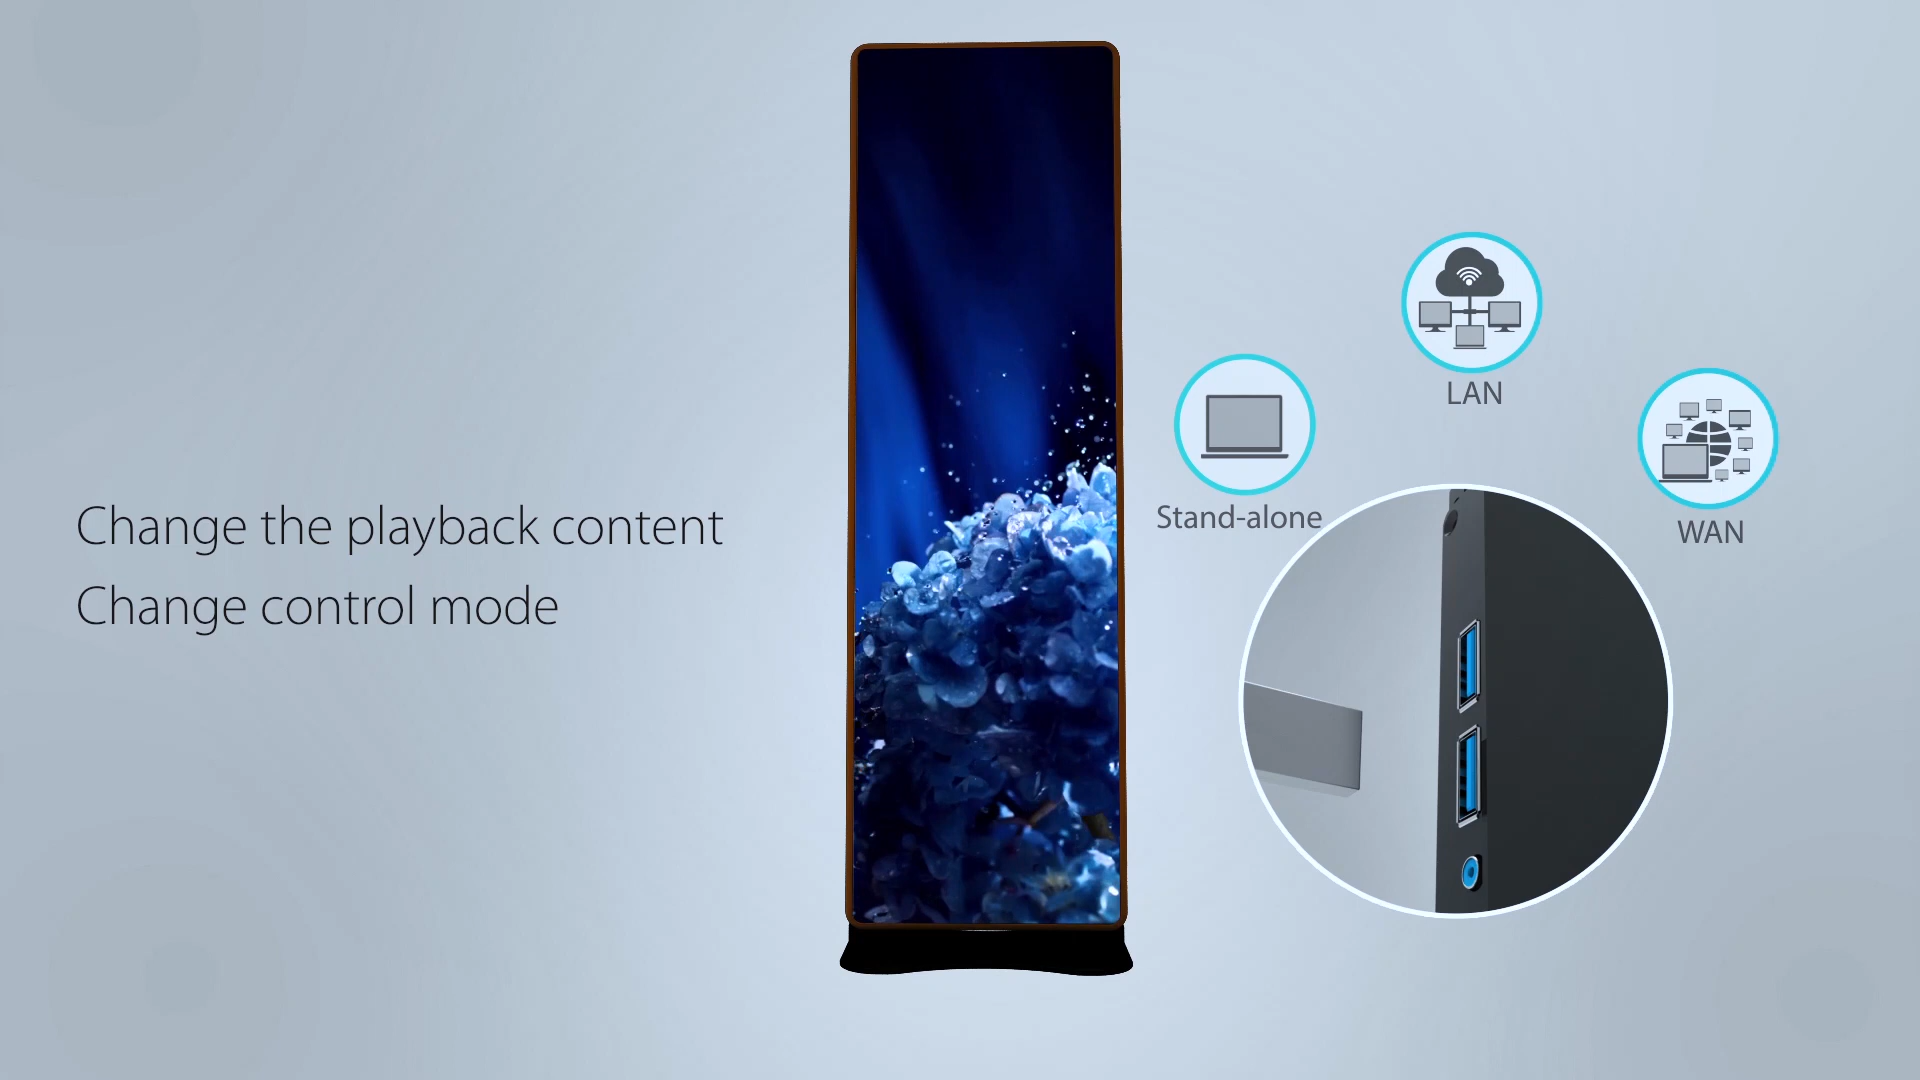 Change the playback content
Change control mode
Stand-alone
LAN
WAN